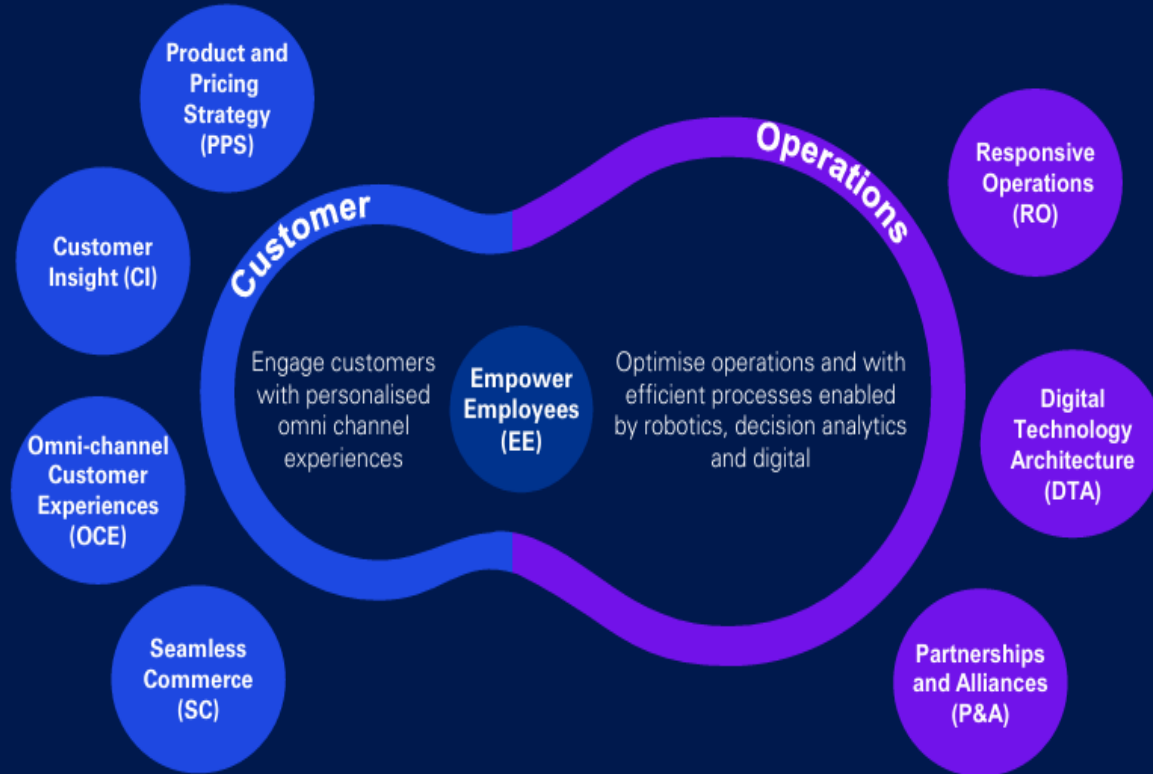 Product and
Pricing
Strategy
(PPS)
Customer
Insight (CI)
Omni-channel
Customer
Experiences
(OCE)
Seamless
Commerce
(SC)
Customer
Engage customers
with personalised
omni channel
experiences
Empower
Employees
(EE)
Operations
Optimise operations and with
efficient processes enabled
by robotics, decision analytics
and digital
Responsive
Operations
(RO)
Digital
Technology
Architecture
(DTA)
Partnerships
and Alliances
(P&A)